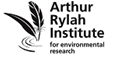 Arthur
Rylah
Institute
for environmental
research